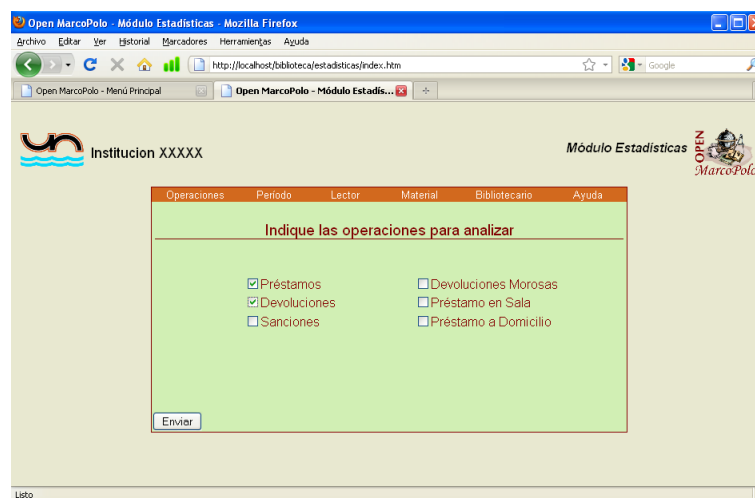 Open MarcoPolo - Módulo Estadísticas - Mozilla Firefox
Archivo Editar Ver Historial Marcadores Herramientas Ayuda
http://localhost/biblioteca/estadisticas/index.htm
Google
Open MarcoPolo - Menú Principal
Open MarcoPolo - Módulo Estadís...
Institucion XXXXX
Módulo Estadísticas
OPEN
MarcoPolo
Operaciones Período Lector Material Bibliotecario Ayuda
Indique las operaciones para analizar
Préstamos Devoluciones Morosas
Devoluciones Préstamo en Sala
Sanciones Préstamo a Domicilio
Enviar
Listo